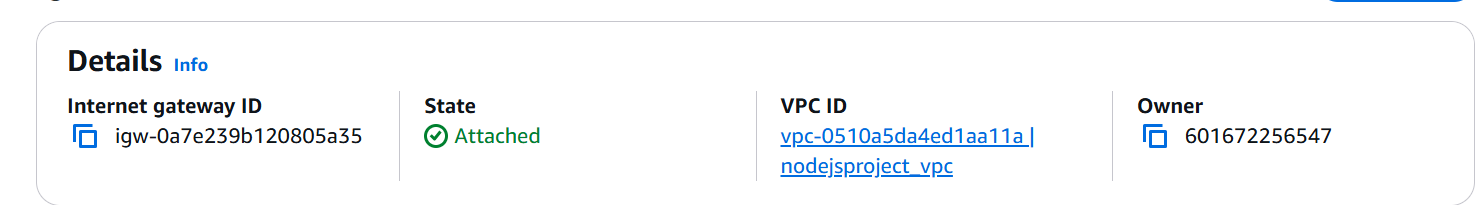 Details Info
Internet gateway ID
igw-0a7e239b120805a35
State
Attached
VPC ID
vpc-0510a5da4ed1aa11a |
nodejsproject_vpc
Owner
601672256547